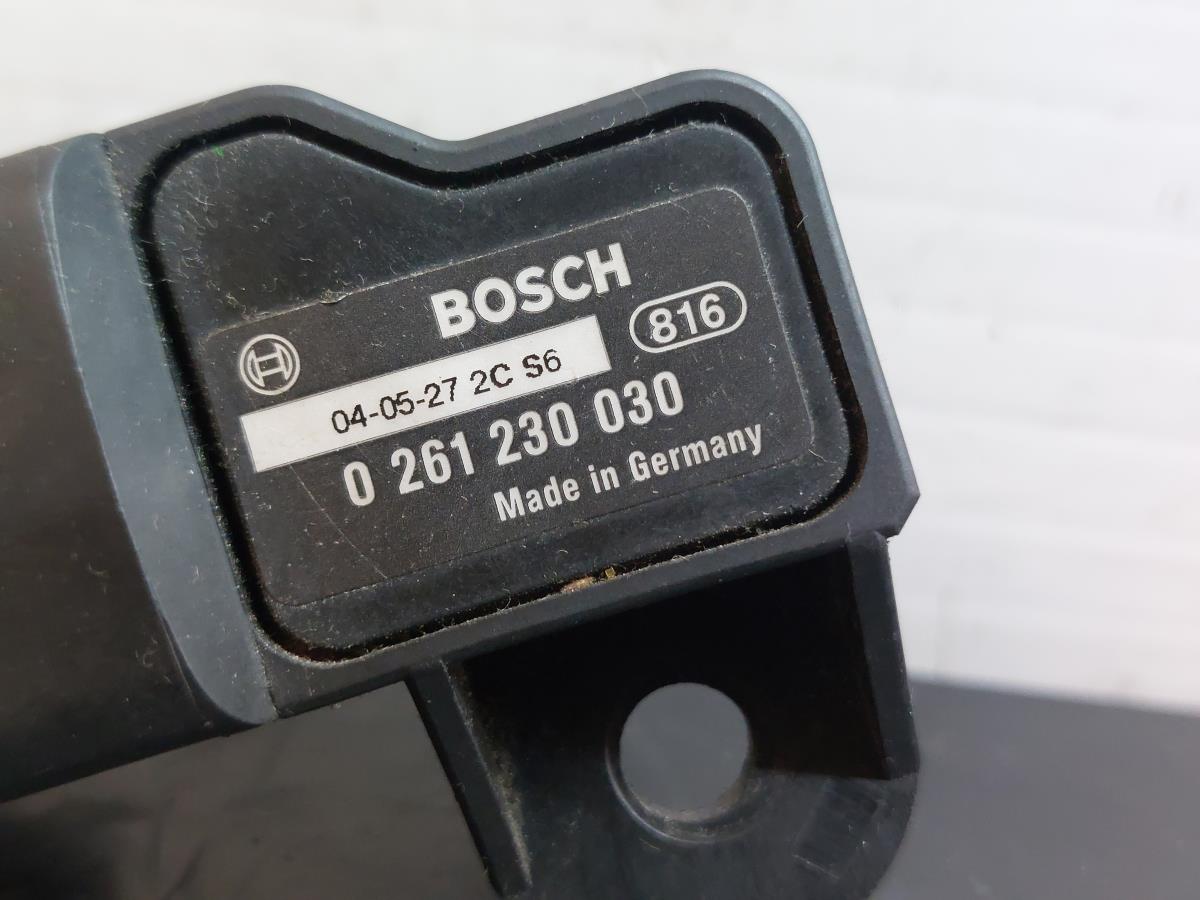 BOSCH
816
04-05-27 2C S6
0 261 230 030
Made in Germany